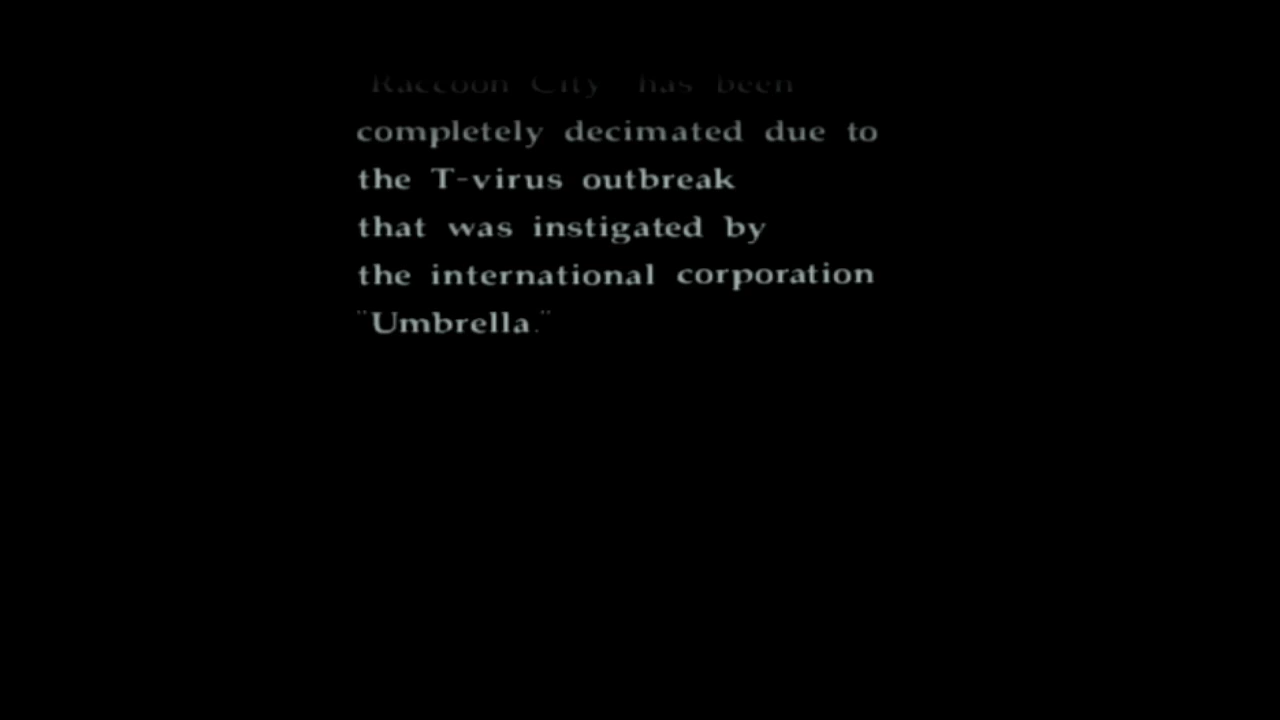 Raccoon City has been
completely decimated due to
the T-virus outbreak
that was instigated by
the international corporation
"Umbrella."